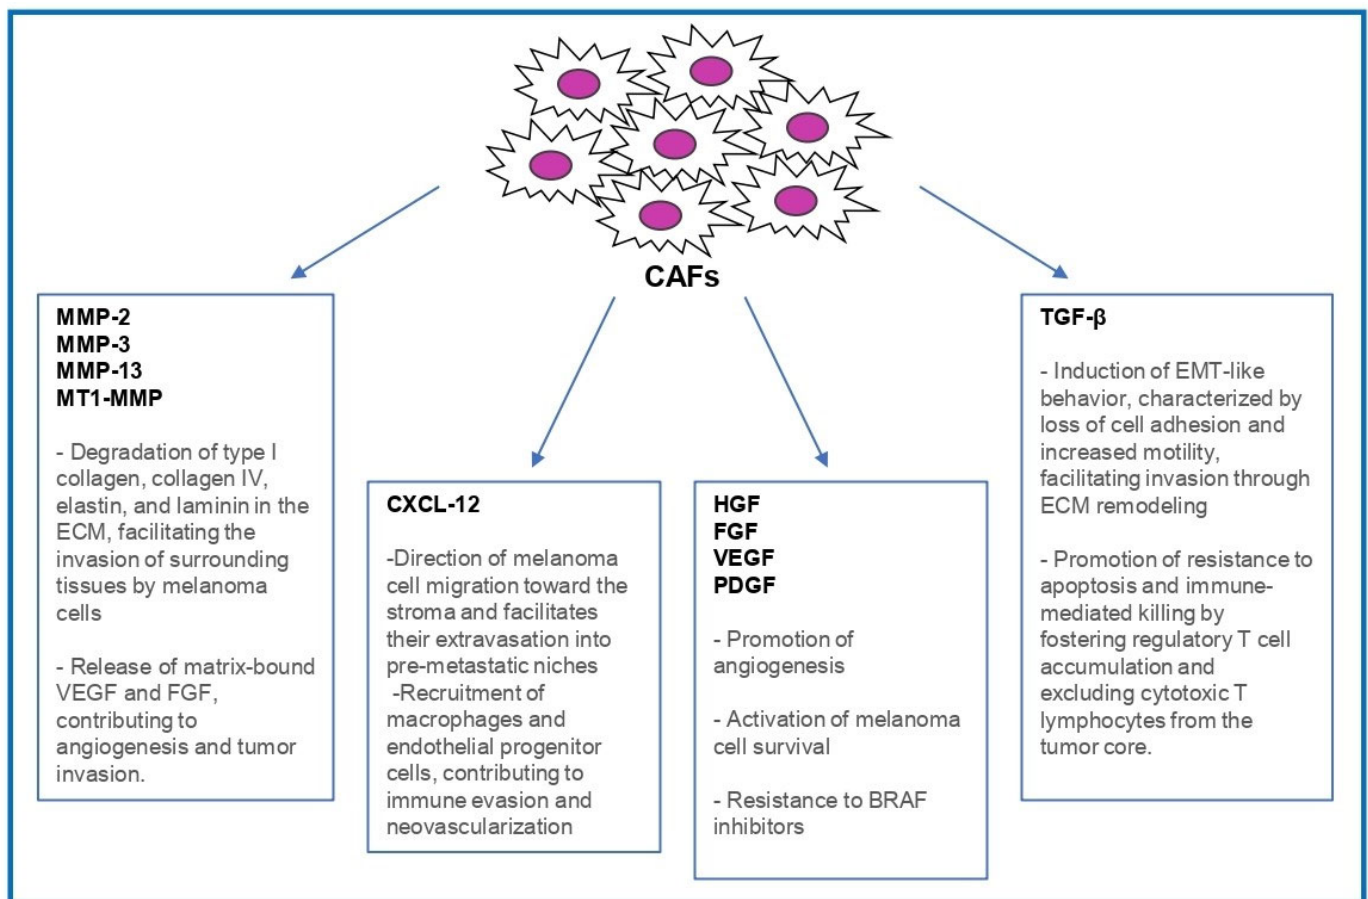 CAFs
MMP-2
MMP-3
MMP-13
MT1-MMP
- Degradation of type I
collagen, collagen IV,
elastin, and laminin in the
ECM, facilitating the
invasion of surrounding
tissues by melanoma
cells
- Release of matrix-bound
VEGF and FGF,
contributing to
angiogenesis and tumor
invasion.
CXCL-12
-Direction of melanoma
cell migration toward the
stroma and facilitates
their extravasation into
pre-metastatic niches
-Recruitment of
macrophages and
endothelial progenitor
cells, contributing to
immune evasion and
neovascularization
HGF
FGF
VEGF
PDGF
- Promotion of
angiogenesis
- Activation of melanoma
cell survival
- Resistance to BRAF
inhibitors
TGF-β
- Induction of EMT-like
behavior, characterized by
loss of cell adhesion and
increased motility,
facilitating invasion through
ECM remodeling
- Promotion of resistance to
apoptosis and immune-
mediated killing by
fostering regulatory T cell
accumulation and
excluding cytotoxic T
lymphocytes from the
tumor core.